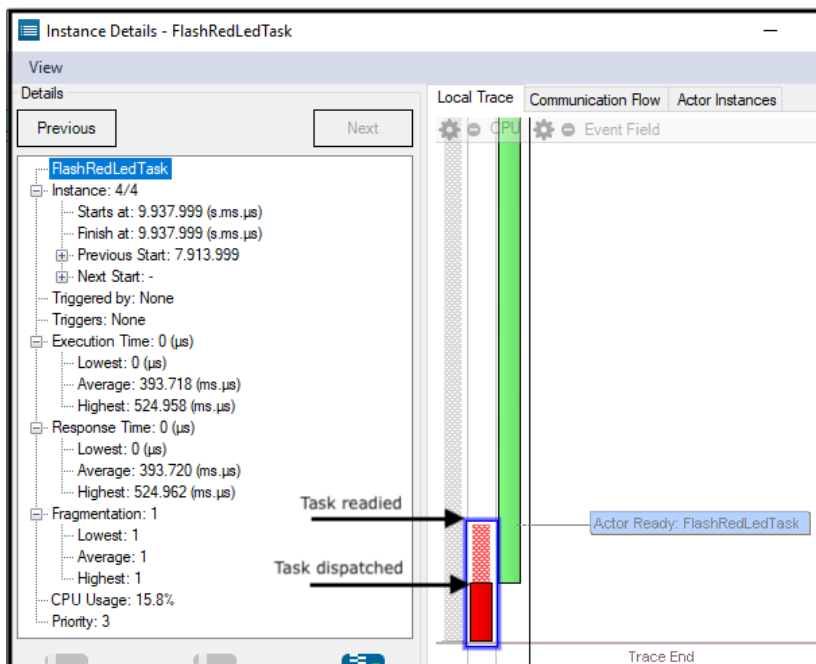 Instance Details - FlashRedLedTask
View
Details
Previous
Next
FlashRedLedTask
Instance: 4/4
Starts at: 9.937.999 (s.ms.µs)
Finish at: 9.937.999 (s.ms.µs)
Previous Start: 7.913.999
Next Start: -
Triggered by: None
Triggers: None
Execution Time: 0 (µs)
Lowest: 0 (µs)
Average: 393.718 (ms.µs)
Highest: 524.958 (ms.µs)
Response Time: 0 (µs)
Lowest: 0 (µs)
Average: 393.720 (ms.µs)
Highest: 524.962 (ms.µs)
Fragmentation: 1
Lowest: 1
Average: 1
Highest: 1
CPU Usage: 15.8%
Priority: 3
Local Trace
Communication Flow
Actor Instances
CPU
Event Field
Task readied
Actor Ready: FlashRedLedTask
Task dispatched
Trace End